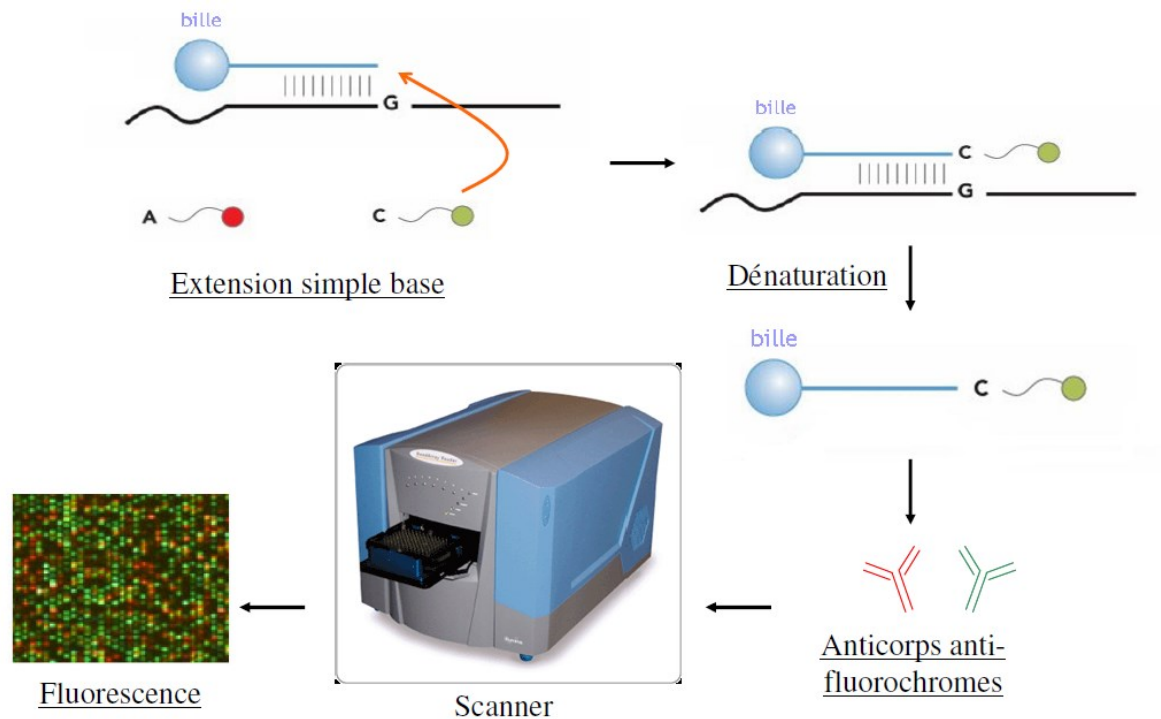 bille
G
A
C
Extension simple base
bille
C
G
Dénaturation
bille
C
Anticorps anti-
fluorochromes
Scanner
Fluorescence